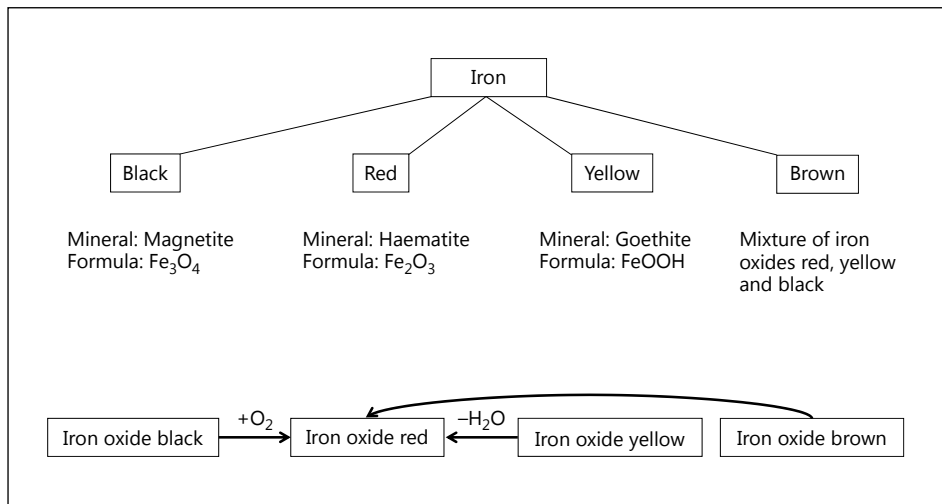 Iron
Black
Red
Yellow
Brown
Mineral: Magnetite
Formula: Fe₃O₄
Mineral: Haematite
Formula: Fe₂O₃
Mineral: Goethite
Formula: FeOOH
Mixture of iron
oxides red, yellow
and black
+O₂
–H₂O
Iron oxide black
Iron oxide red
Iron oxide yellow
Iron oxide brown